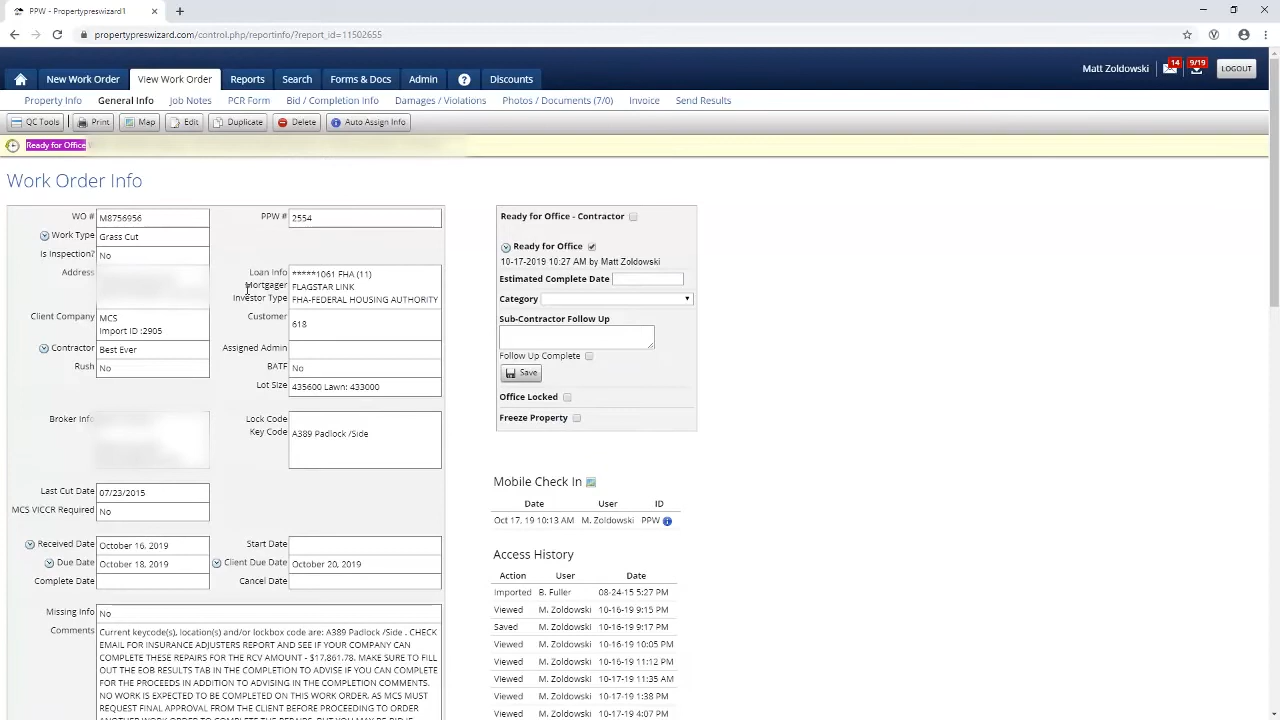 PPW - Propertypreswizard1
propertypreswizard.com/control.php/reportinfo/?report_id=11502655
New Work Order View Work Order Reports Search Forms & Docs Admin ? Discounts
Matt Zoldowski 14 9/19 LOGOUT
Property Info General Info Job Notes PCR Form Bid / Completion Info Damages / Violations Photos / Documents (7/0) Invoice Send Results
QC Tools Print Map Edit Duplicate Delete Auto Assign Info
Ready for Office
Work Order Info
WO # M8756956 PPW # 2554
Work Type Grass Cut
Is Inspection? No
Address
Loan Info *****1061 FHA (11)
Mortgager FLAGSTAR LINK
Investor Type FHA-FEDERAL HOUSING AUTHORITY
Client Company MCS
Import ID :2905
Customer 618
Contractor Best Ever Assigned Admin
Rush No BATF No
Lot Size 435600 Lawn: 433000
Broker Info
Lock Code
Key Code A389 Padlock /Side
Last Cut Date 07/23/2015
MCS VICCR Required No
Received Date October 16, 2019 Start Date
Due Date October 18, 2019 Client Due Date October 20, 2019
Complete Date Cancel Date
Missing Info No
Comments Current keycode(s), location(s) and/or lockbox code are: A389 Padlock /Side . CHECK
EMAIL FOR INSURANCE ADJUSTERS REPORT AND SEE IF YOUR COMPANY CAN
COMPLETE THESE REPAIRS FOR THE RCV AMOUNT - $17,861.78. MAKE SURE TO FILL
OUT THE EOB RESULTS TAB IN THE COMPLETION TO ADVISE IF YOU CAN COMPLETE
FOR THE PROCEEDS IN ADDITION TO ADVISING IN THE COMPLETION COMMENTS.
NO WORK IS EXPECTED TO BE COMPLETED ON THIS WORK ORDER. AS MCS MUST
REQUEST FINAL APPROVAL FROM THE CLIENT BEFORE PROCEEDING TO ORDER
Ready for Office - Contractor
Ready for Office
10-17-2019 10:27 AM by Matt Zoldowski
Estimated Complete Date
Category
Sub-Contractor Follow Up
Follow Up Complete
Save
Office Locked
Freeze Property
Mobile Check In
Date User ID
Oct 17, 19 10:13 AM M. Zoldowski PPW
Access History
Action User Date
Imported B. Fuller 08-24-15 5:27 PM
Viewed M. Zoldowski 10-16-19 9:15 PM
Saved M. Zoldowski 10-16-19 9:17 PM
Viewed M. Zoldowski 10-16-19 10:05 PM
Viewed M. Zoldowski 10-16-19 11:12 PM
Viewed M. Zoldowski 10-17-19 11:35 AM
Viewed M. Zoldowski 10-17-19 1:38 PM
Viewed M. Zoldowski 10-17-19 4:07 PM